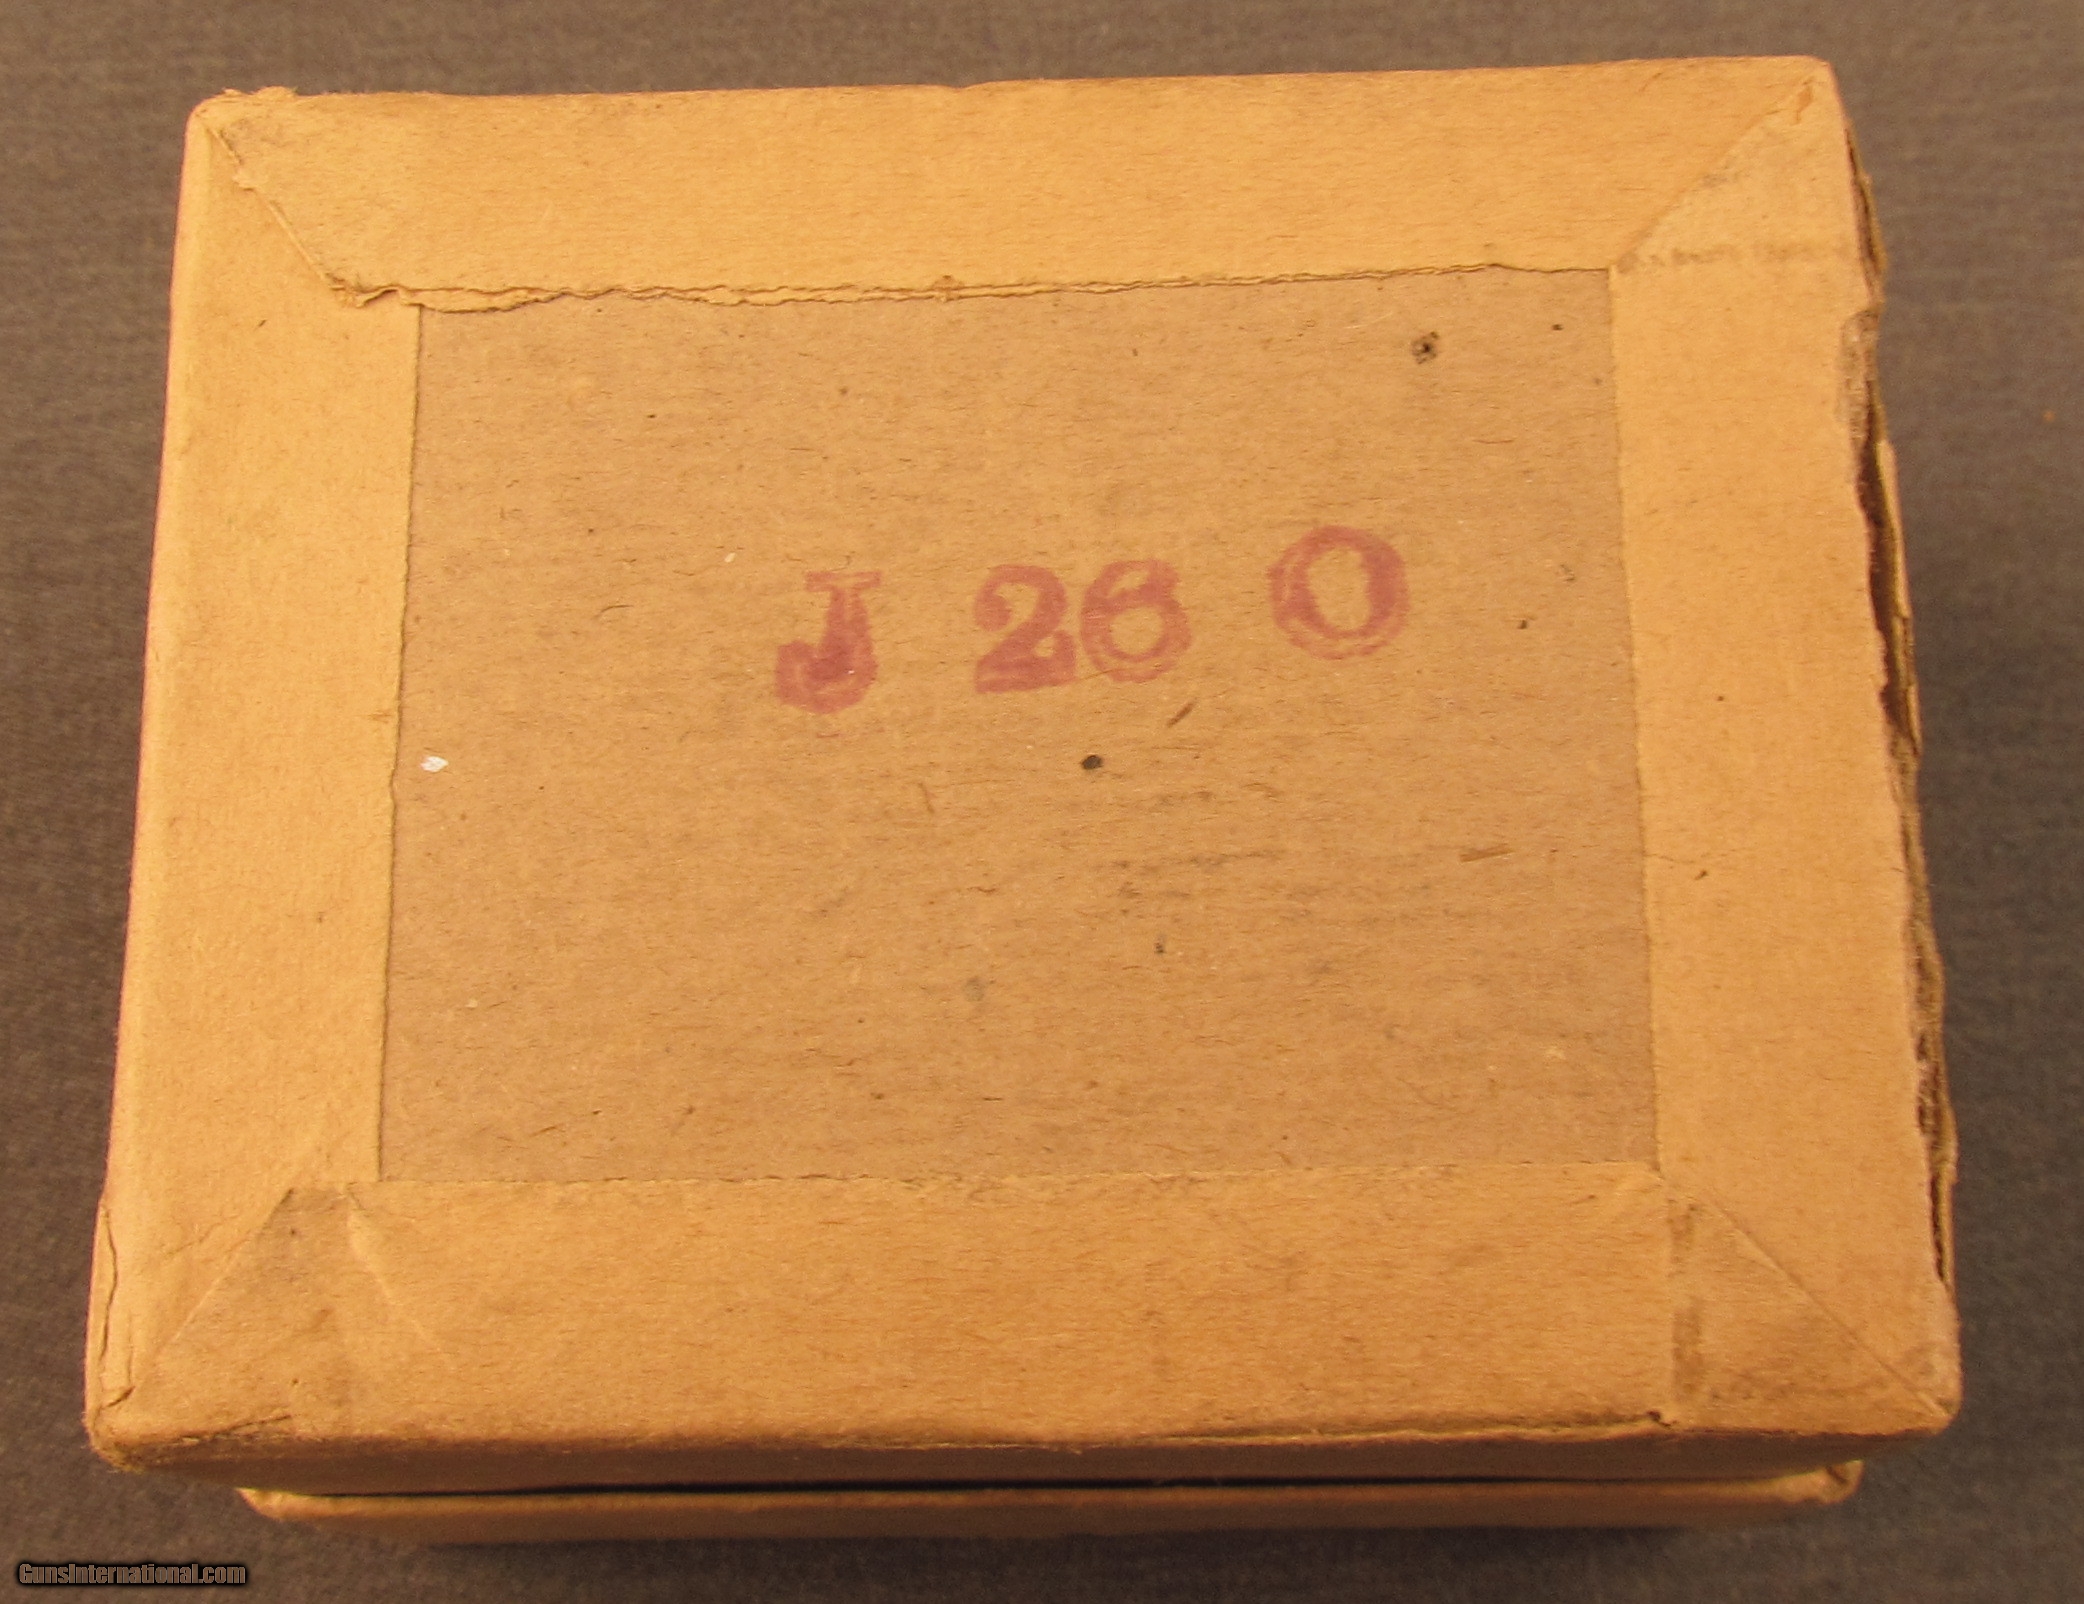 J 26 O
GunsInternational.com